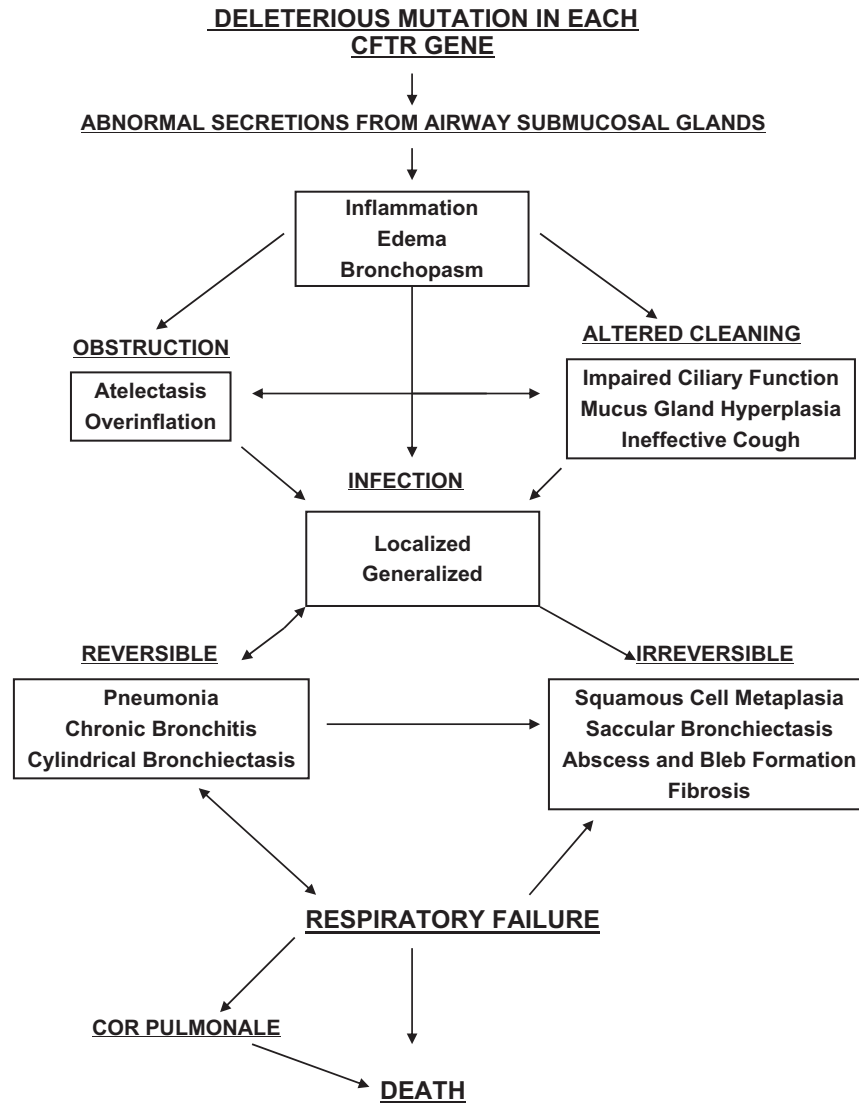 DELETERIOUS MUTATION IN EACH
CFTR GENE
ABNORMAL SECRETIONS FROM AIRWAY SUBMUCOSAL GLANDS
Inflammation
Edema
Bronchopasm
OBSTRUCTION
Atelectasis
Overinflation
ALTERED CLEANING
Impaired Ciliary Function
Mucus Gland Hyperplasia
Ineffective Cough
INFECTION
Localized
Generalized
REVERSIBLE
Pneumonia
Chronic Bronchitis
Cylindrical Bronchiectasis
IRREVERSIBLE
Squamous Cell Metaplasia
Saccular Bronchiectasis
Abscess and Bleb Formation
Fibrosis
RESPIRATORY FAILURE
COR PULMONALE
DEATH